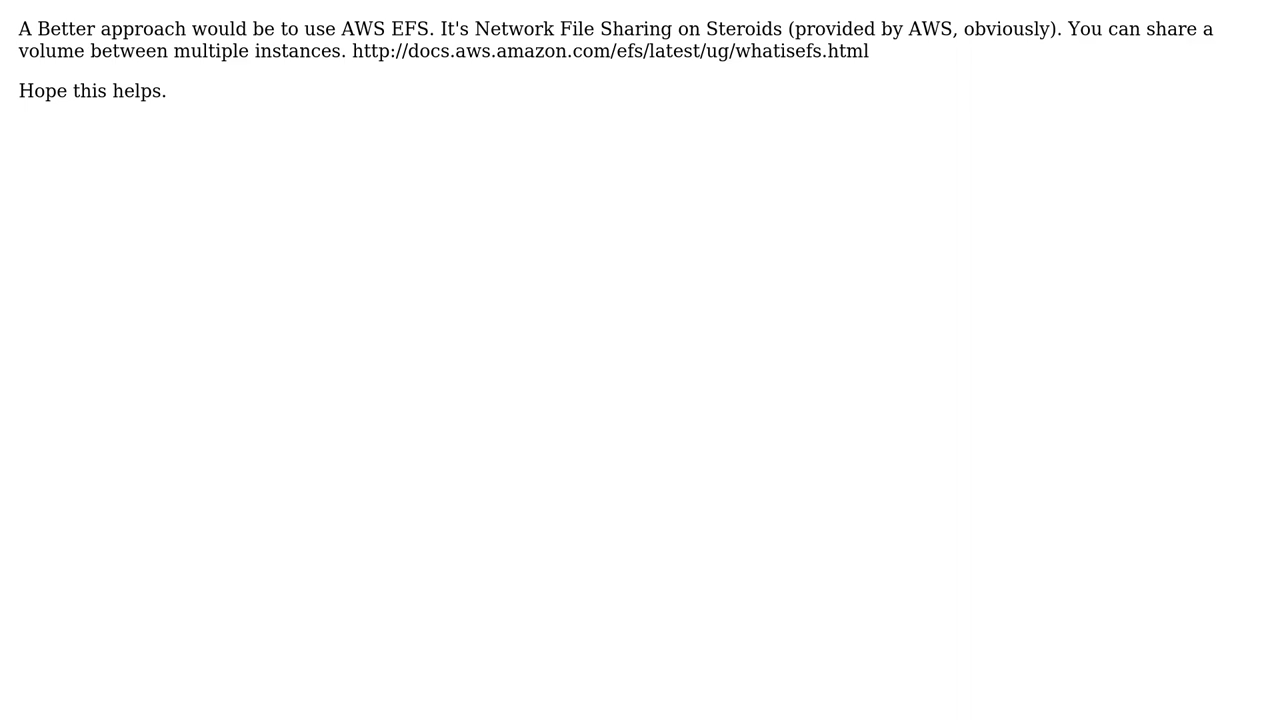 A Better approach would be to use AWS EFS. It's Network File Sharing on Steroids (provided by AWS, obviously). You can share a
volume between multiple instances. http://docs.aws.amazon.com/efs/latest/ug/whatisefs.html
Hope this helps.